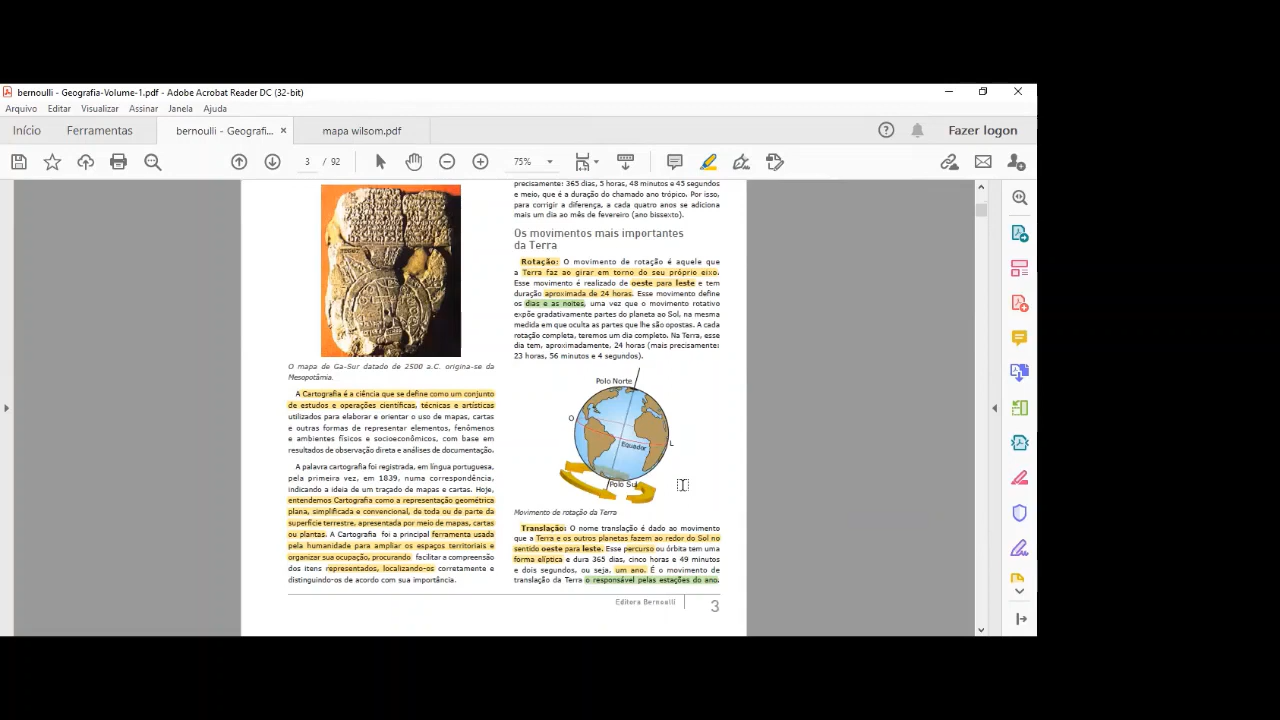 bernoulli - Geografia-Volume-1.pdf - Adobe Acrobat Reader DC (32-bit)
Arquivo Editar Visualizar Assinar Janela Ajuda
Início Ferramentas bernoulli - Geografi... × mapa wilsom.pdf Fazer logon
3 / 92 75%
O mapa de Ga-Sur datado de 2500 a.C. origina-se da
Mesopotâmia.
A Cartografia é a ciência que se define como um conjunto
de estudos e operações científicas, técnicas e artísticas
utilizados para elaborar e orientar o uso de mapas, cartas
e outras formas de representar elementos, fenômenos
e ambientes físicos e socioeconômicos, com base em
resultados de observação direta e análises de documentação.
A palavra cartografia foi registrada, em língua portuguesa,
pela primeira vez, em 1839, numa correspondência,
indicando a ideia de um traçado de mapas e cartas. Hoje,
entendemos Cartografia como a representação geométrica
plana, simplificada e convencional, de toda ou de parte da
superfície terrestre, apresentada por meio de mapas, cartas
ou plantas. A Cartografia foi a principal ferramenta usada
pela humanidade para ampliar os espaços territoriais e
organizar sua ocupação, procurando facilitar a compreensão
dos itens representados, localizando-os corretamente e
distinguindo-os de acordo com sua importância.
precisamente: 365 dias, 5 horas, 48 minutos e 45 segundos
e meio, que é a duração do chamado ano trópico. Por isso,
para corrigir a diferença, a cada quatro anos se adiciona
mais um dia ao mês de fevereiro (ano bissexto).
Os movimentos mais importantes
da Terra
Rotação: O movimento de rotação é aquele que
a Terra faz ao girar em torno do seu próprio eixo.
Esse movimento é realizado de oeste para leste e tem
duração aproximada de 24 horas. Esse movimento define
os dias e as noites, uma vez que o movimento rotativo
expõe gradativamente partes do planeta ao Sol, na mesma
medida em que oculta as partes que lhe são opostas. A cada
rotação completa, teremos um dia completo. Na Terra, esse
dia tem, aproximadamente, 24 horas (mais precisamente:
23 horas, 56 minutos e 4 segundos).
Polo Norte
O
Equador
L
Polo Sul
Movimento de rotação da Terra
Translação: O nome translação é dado ao movimento
que a Terra e os outros planetas fazem ao redor do Sol no
sentido oeste para leste. Esse percurso ou órbita tem uma
forma elíptica e dura 365 dias, cinco horas e 49 minutos
e dois segundos, ou seja, um ano. É o movimento de
translação da Terra o responsável pelas estações do ano.
Editora Bernoulli 3